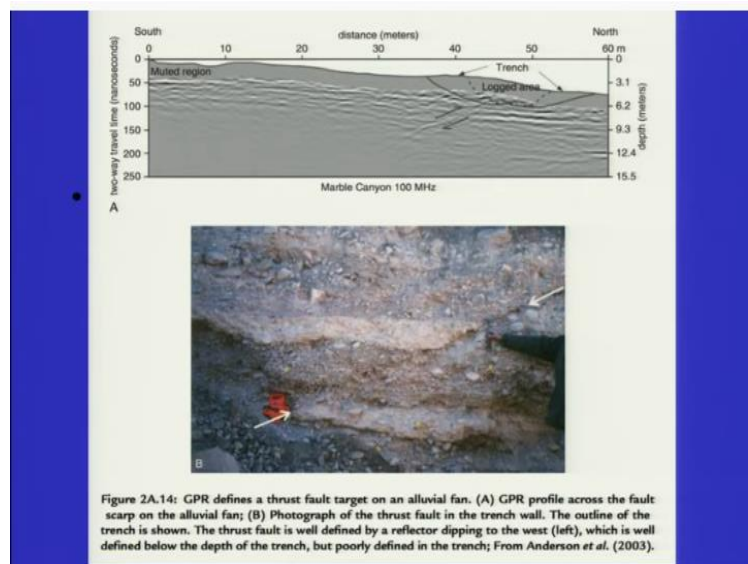 South
distance (meters)
North
0 10 20 30 40 50 60 m
two-way travel time (nanoseconds)
0
50
100
150
200
250
Muted region
Trench
Logged area
0
3.1
6.2
9.3
12.4
15.5
depth (meters)
Marble Canyon 100 MHz
A
B
Figure 2A.14: GPR defines a thrust fault target on an alluvial fan. (A) GPR profile across the fault
scarp on the alluvial fan; (B) Photograph of the thrust fault in the trench wall. The outline of the
trench is shown. The thrust fault is well defined by a reflector dipping to the west (left), which is well
defined below the depth of the trench, but poorly defined in the trench; From Anderson et al. (2003).